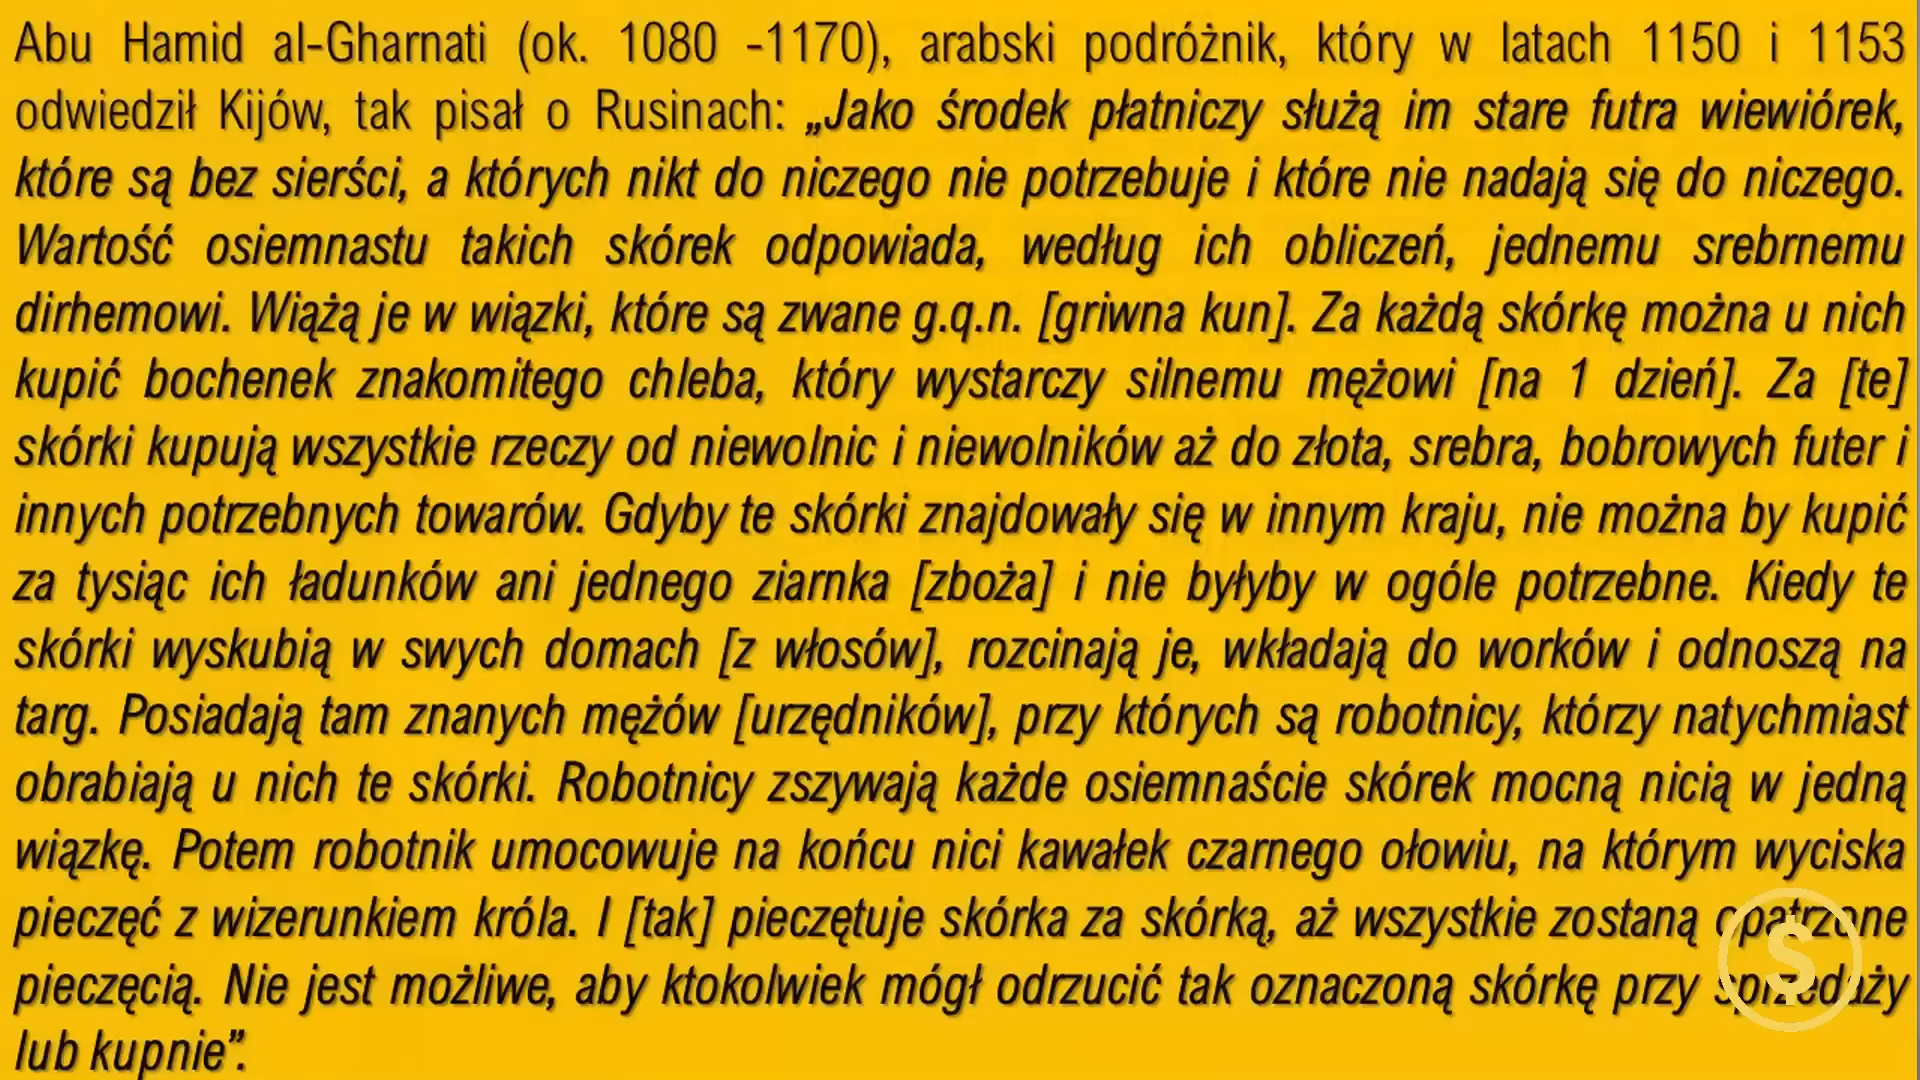 Abu Hamid al-Gharnati (ok. 1080 -1170), arabski podróżnik, który w latach 1150 i 1153
odwiedził Kijów, tak pisał o Rusinach: „Jako środek płatniczy służą im stare futra wiewiórek,
które są bez sierści, a których nikt do niczego nie potrzebuje i które nie nadają się do niczego.
Wartość osiemnastu takich skórek odpowiada, według ich obliczeń, jednemu srebrnemu
dirhemowi. Wiążą je w wiązki, które są zwane g.q.n. [griwna kun]. Za każdą skórkę można u nich
kupić bochenek znakomitego chleba, który wystarczy silnemu mężowi [na 1 dzień]. Za [te]
skórki kupują wszystkie rzeczy od niewolnic i niewolników aż do złota, srebra, bobrowych futer i
innych potrzebnych towarów. Gdyby te skórki znajdowały się w innym kraju, nie można by kupić
za tysiąc ich ładunków ani jednego ziarnka [zboża] i nie byłyby w ogóle potrzebne. Kiedy te
skórki wyskubią w swych domach [z włosów], rozcinają je, wkładają do worków i odnoszą na
targ. Posiadają tam znanych mężów [urzędników], przy których są robotnicy, którzy natychmiast
obrabiają u nich te skórki. Robotnicy zszywają każde osiemnaście skórek mocną nicią w jedną
wiązkę. Potem robotnik umocowuje na końcu nici kawałek czarnego ołowiu, na którym wyciska
pieczęć z wizerunkiem króla. I [tak] pieczętuje skórka za skórką, aż wszystkie zostaną opatrzone
pieczęcią. Nie jest możliwe, aby ktokolwiek mógł odrzucić tak oznaczoną skórkę przy sprzedaży
lub kupnie”.
$